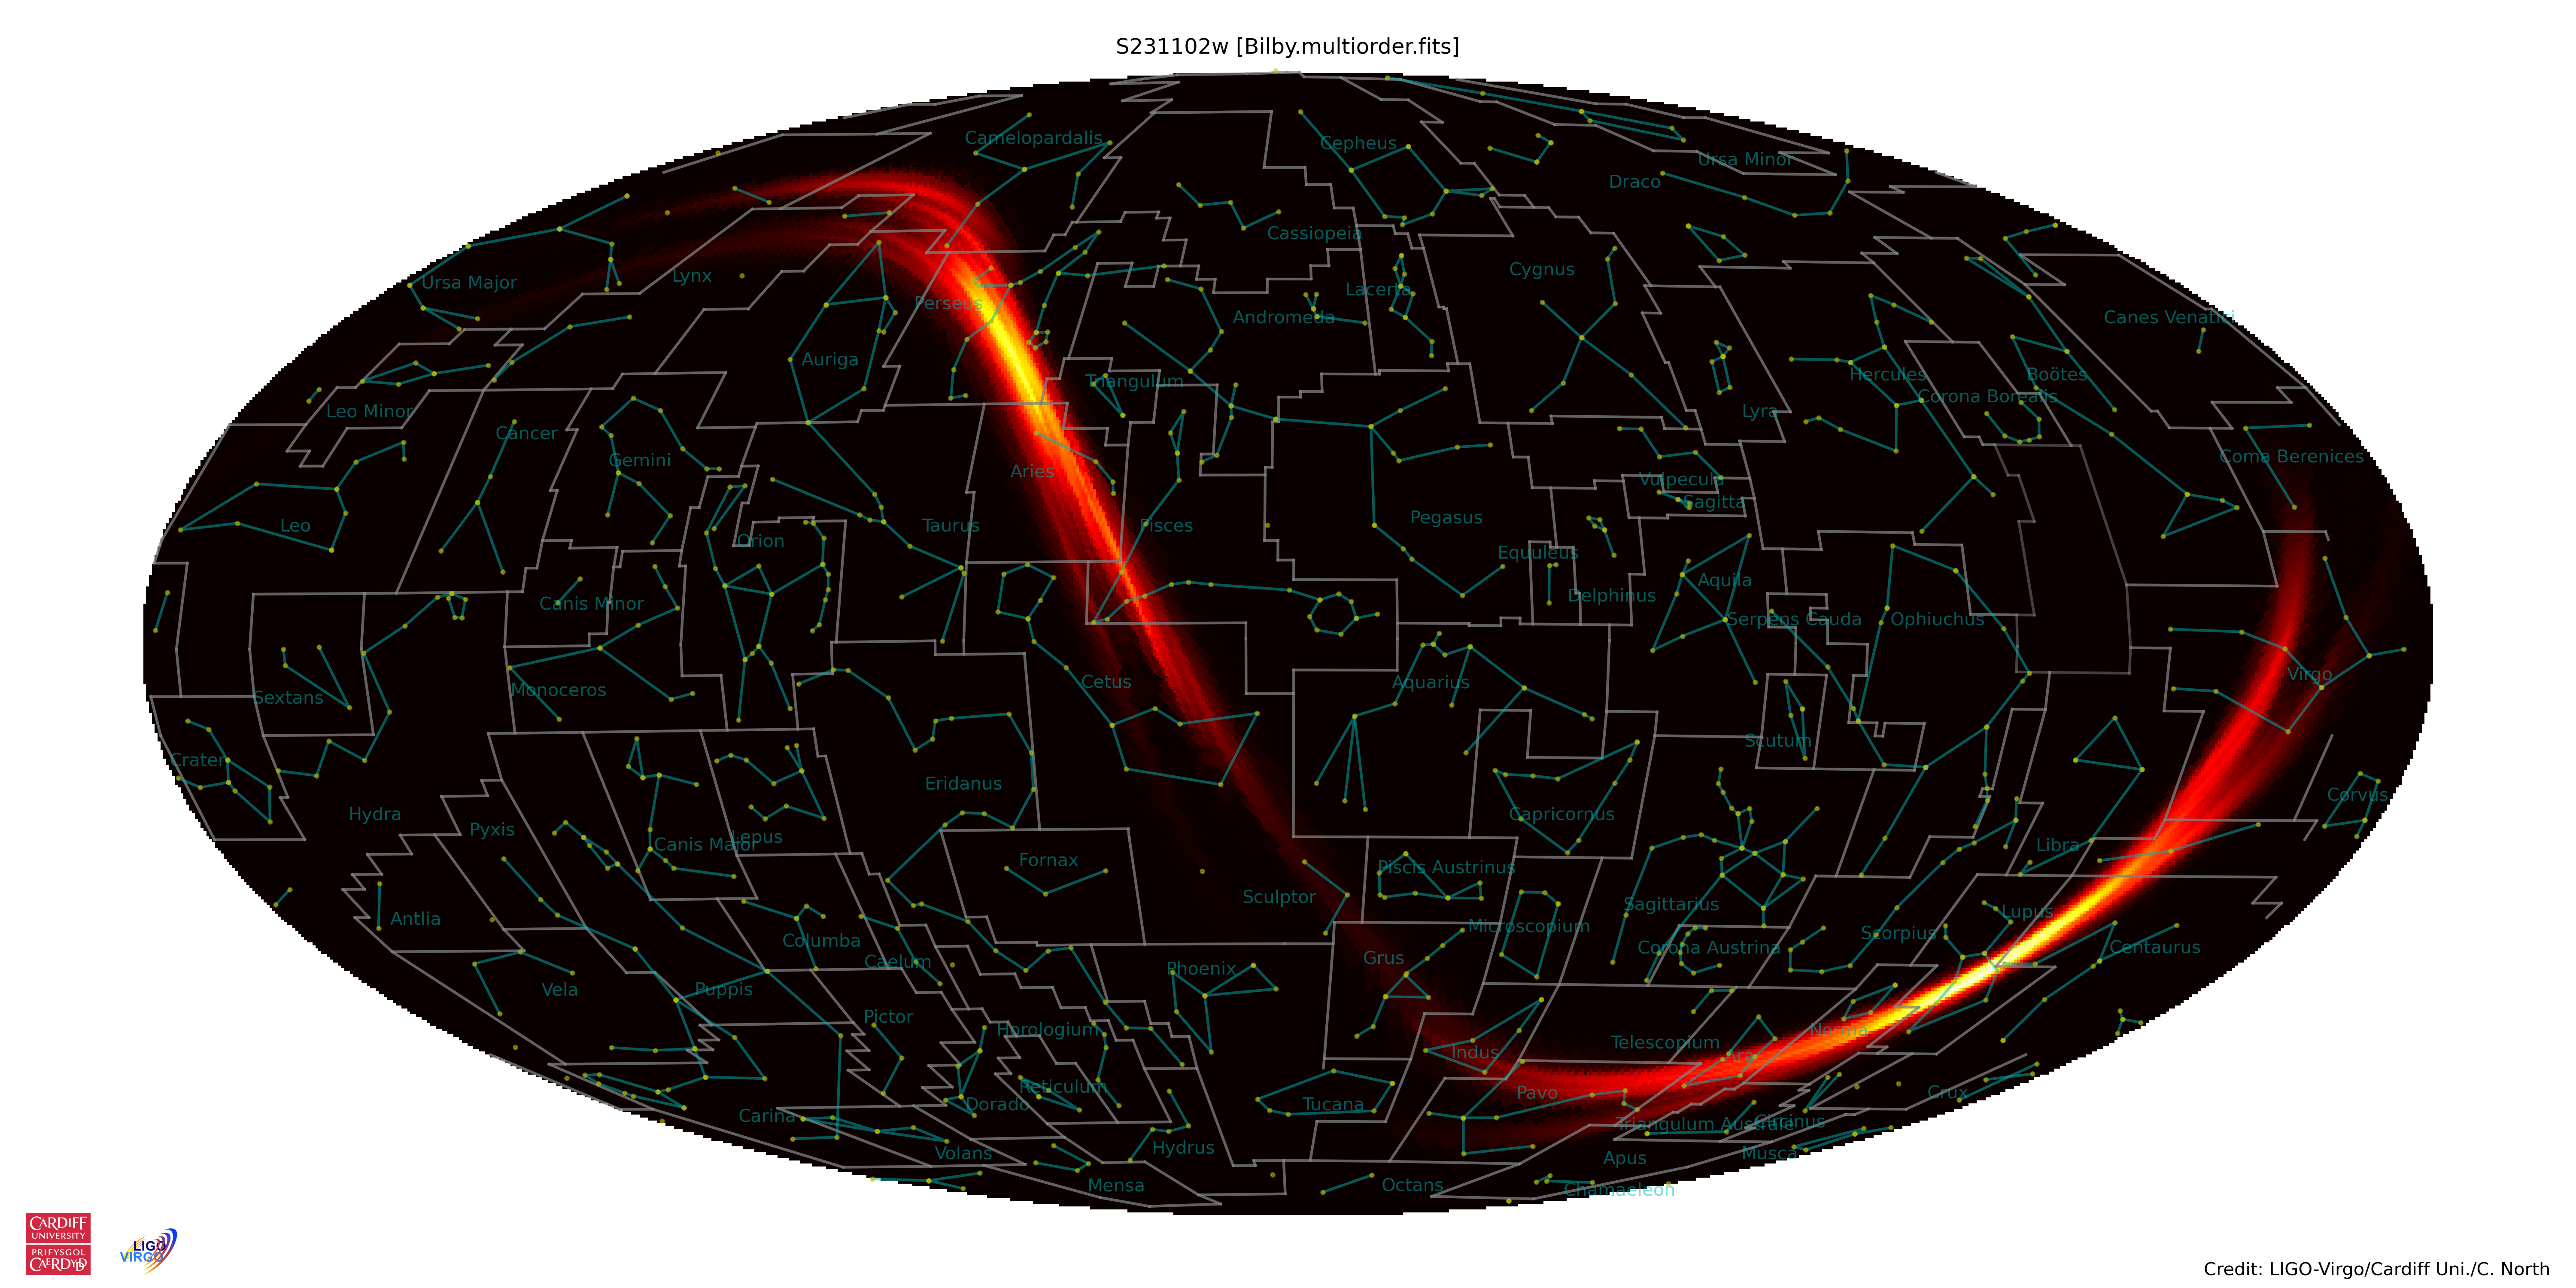 S231102w [Bilby.multiorder.fits]
Camelopardalis
Cepheus
Ursa Minor
Draco
Cassiopeia
Ursa Major
Lynx
Cygnus
Lacerta
Perseus
Andromeda
Canes Venatici
Auriga
Triangulum
Hercules
Boötes
Corona Borealis
Leo Minor
Lyra
Cancer
Gemini
Aries
Coma Berenices
Vulpecula
Sagitta
Leo
Orion
Taurus
Pisces
Pegasus
Equuleus
Aquila
Canis Minor
Delphinus
Serpens Cauda
Ophiuchus
Sextans
Monoceros
Cetus
Aquarius
Virgo
Crater
Scutum
Eridanus
Corvus
Hydra
Pyxis
Canis Major
Lepus
Capricornus
Libra
Fornax
Piscis Austrinus
Sculptor
Sagittarius
Antlia
Columba
Microscopium
Lupus
Scorpius
Corona Austrina
Centaurus
Caelum
Phoenix
Grus
Vela
Puppis
Pictor
Horologium
Telescopium
Norma
Indus
Ara
Reticulum
Pavo
Crux
Carina
Dorado
Tucana
Triangulum Australe
Circinus
Volans
Hydrus
Apus
Musca
Mensa
Octans
Chamaeleon
CARDIFF
UNIVERSITY
PRIFYSGOL
CAERDYDD
LIGO
VIRGO
Credit: LIGO-Virgo/Cardiff Uni./C. North